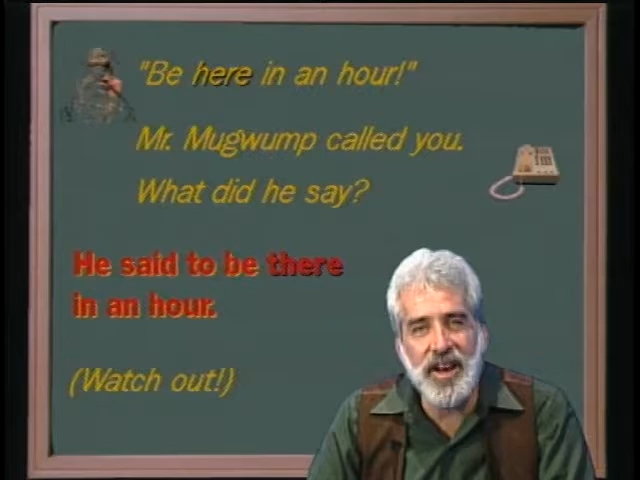 "Be here in an hour!"
Mr. Mugwump called you.
What did he say?
He said to be there
in an hour.
(Watch out!)